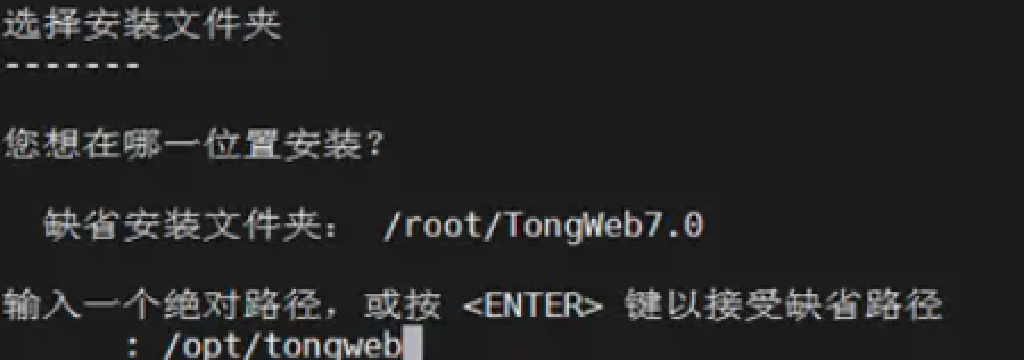 选择安装文件夹
-------
您想在哪一位置安装?
缺省安装文件夹: /root/TongWeb7.0
输入一个绝对路径，或按 <ENTER> 键以接受缺省路径
: /opt/tongweb